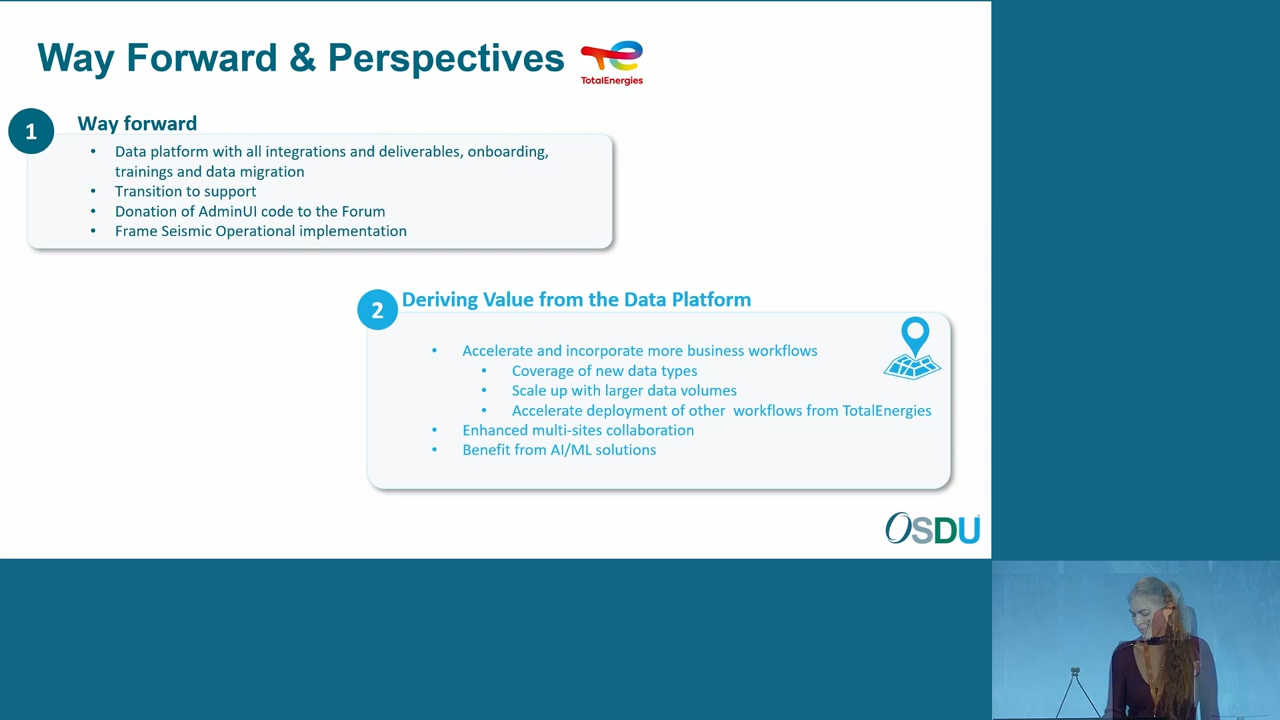 Way Forward & Perspectives
TotalEnergies
1
Way forward
• Data platform with all integrations and deliverables, onboarding,
trainings and data migration
• Transition to support
• Donation of AdminUI code to the Forum
• Frame Seismic Operational implementation
2
Deriving Value from the Data Platform
• Accelerate and incorporate more business workflows
• Coverage of new data types
• Scale up with larger data volumes
• Accelerate deployment of other workflows from TotalEnergies
• Enhanced multi-sites collaboration
• Benefit from AI/ML solutions
OSDU